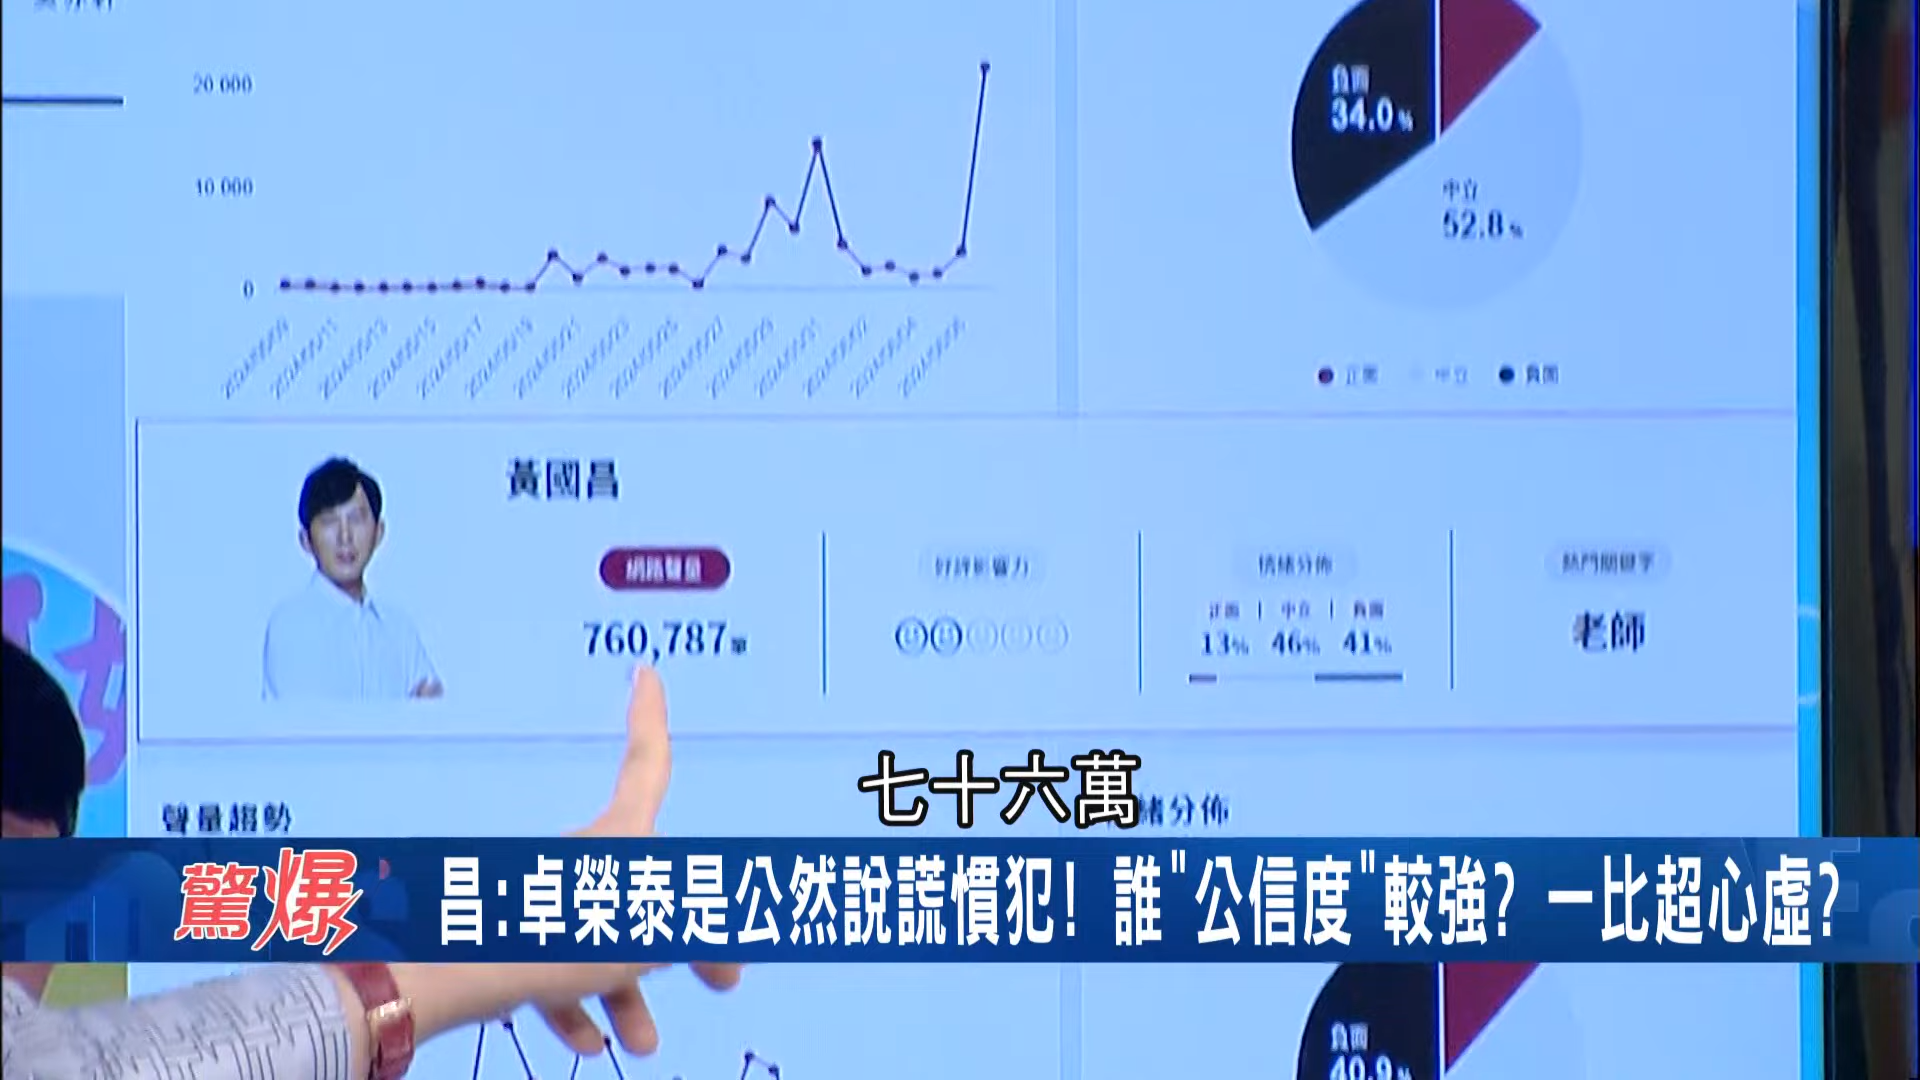 20 000
10 000
0
負面
34.0%
中立
52.8%
正面 中立 負面
黃國昌
網路聲量
760,787筆
好評影響力
情緒分佈
正面 | 中立 | 負面
13% 46% 41%
熱門關鍵字
老師
七十六萬
聲量趨勢
緒分佈
驚爆
昌:卓榮泰是公然說謊慣犯! 誰"公信度"較強? 一比超心虛?
負面
40.9%